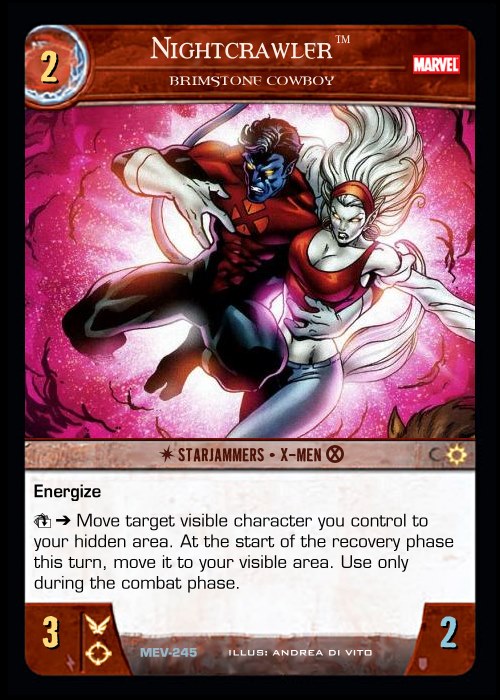 2
NIGHTCRAWLER™
BRIMSTONE COWBOY
MARVEL
STARJAMMERS • X-MEN
C
Energize
➔ Move target visible character you control to
your hidden area. At the start of the recovery phase
this turn, move it to your visible area. Use only
during the combat phase.
3
MEV-245 ILLUS: ANDREA DI VITO
2